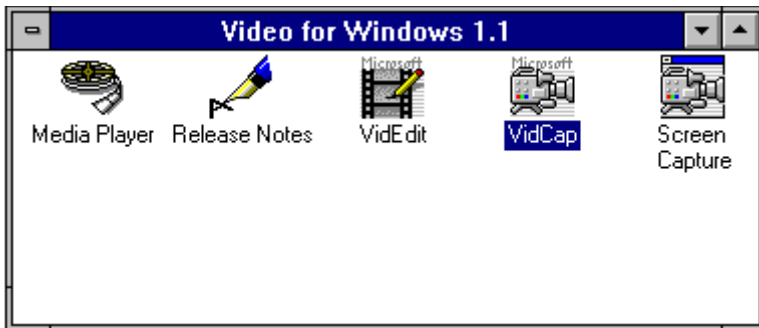 Video for Windows 1.1
Microsoft
Microsoft
Media Player
Release Notes
VidEdit
VidCap
Screen
Capture